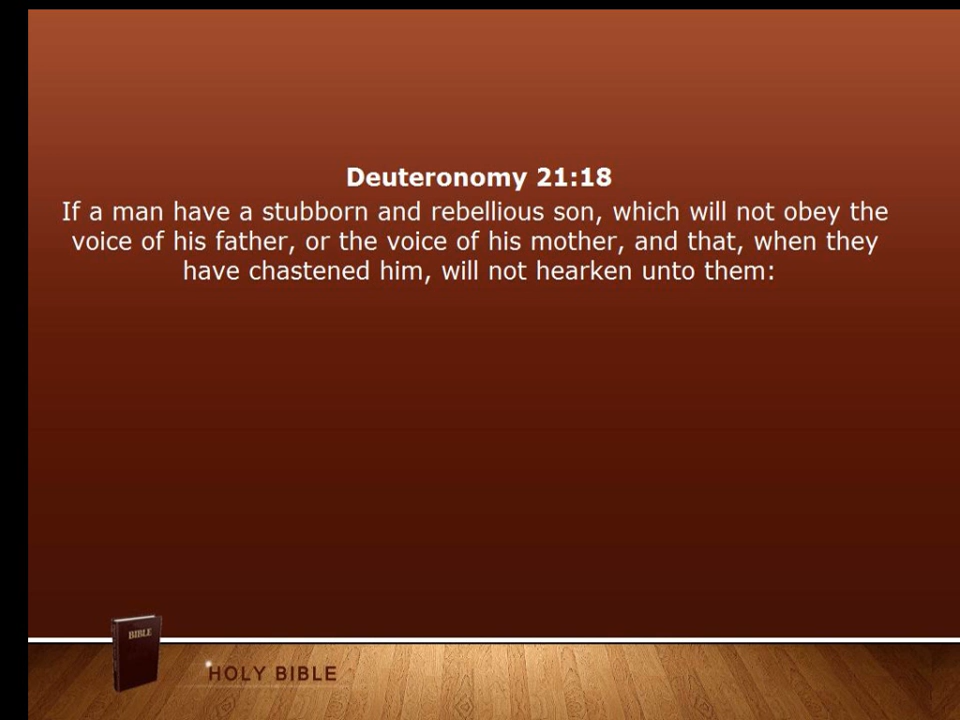 Deuteronomy 21:18
If a man have a stubborn and rebellious son, which will not obey the
voice of his father, or the voice of his mother, and that, when they
have chastened him, will not hearken unto them:
BIBLE
HOLY BIBLE